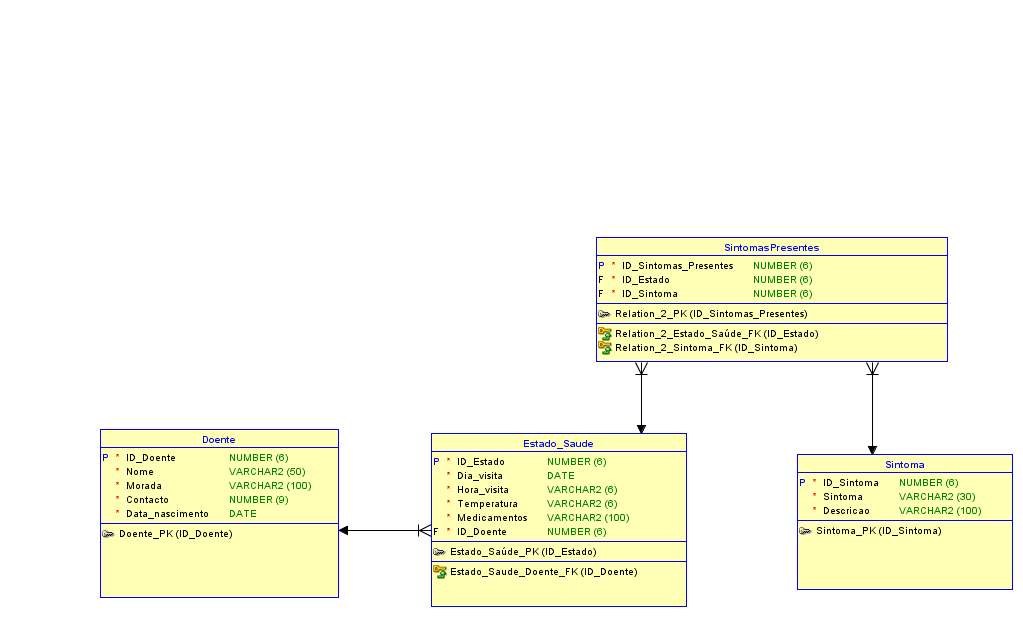 SintomasPresentes
P * ID_Sintomas_Presentes NUMBER (6)
F * ID_Estado NUMBER (6)
F * ID_Sintoma NUMBER (6)
Relation_2_PK (ID_Sintomas_Presentes)
Relation_2_Estado_Saúde_FK (ID_Estado)
Relation_2_Sintoma_FK (ID_Sintoma)
Doente
P * ID_Doente NUMBER (6)
* Nome VARCHAR2 (50)
* Morada VARCHAR2 (100)
* Contacto NUMBER (9)
* Data_nascimento DATE
Doente_PK (ID_Doente)
Estado_Saude
P * ID_Estado NUMBER (6)
* Dia_visita DATE
* Hora_visita VARCHAR2 (6)
* Temperatura VARCHAR2 (6)
* Medicamentos VARCHAR2 (100)
F * ID_Doente NUMBER (6)
Estado_Saúde_PK (ID_Estado)
Estado_Saude_Doente_FK (ID_Doente)
Sintoma
P * ID_Sintoma NUMBER (6)
* Sintoma VARCHAR2 (30)
* Descricao VARCHAR2 (100)
Sintoma_PK (ID_Sintoma)